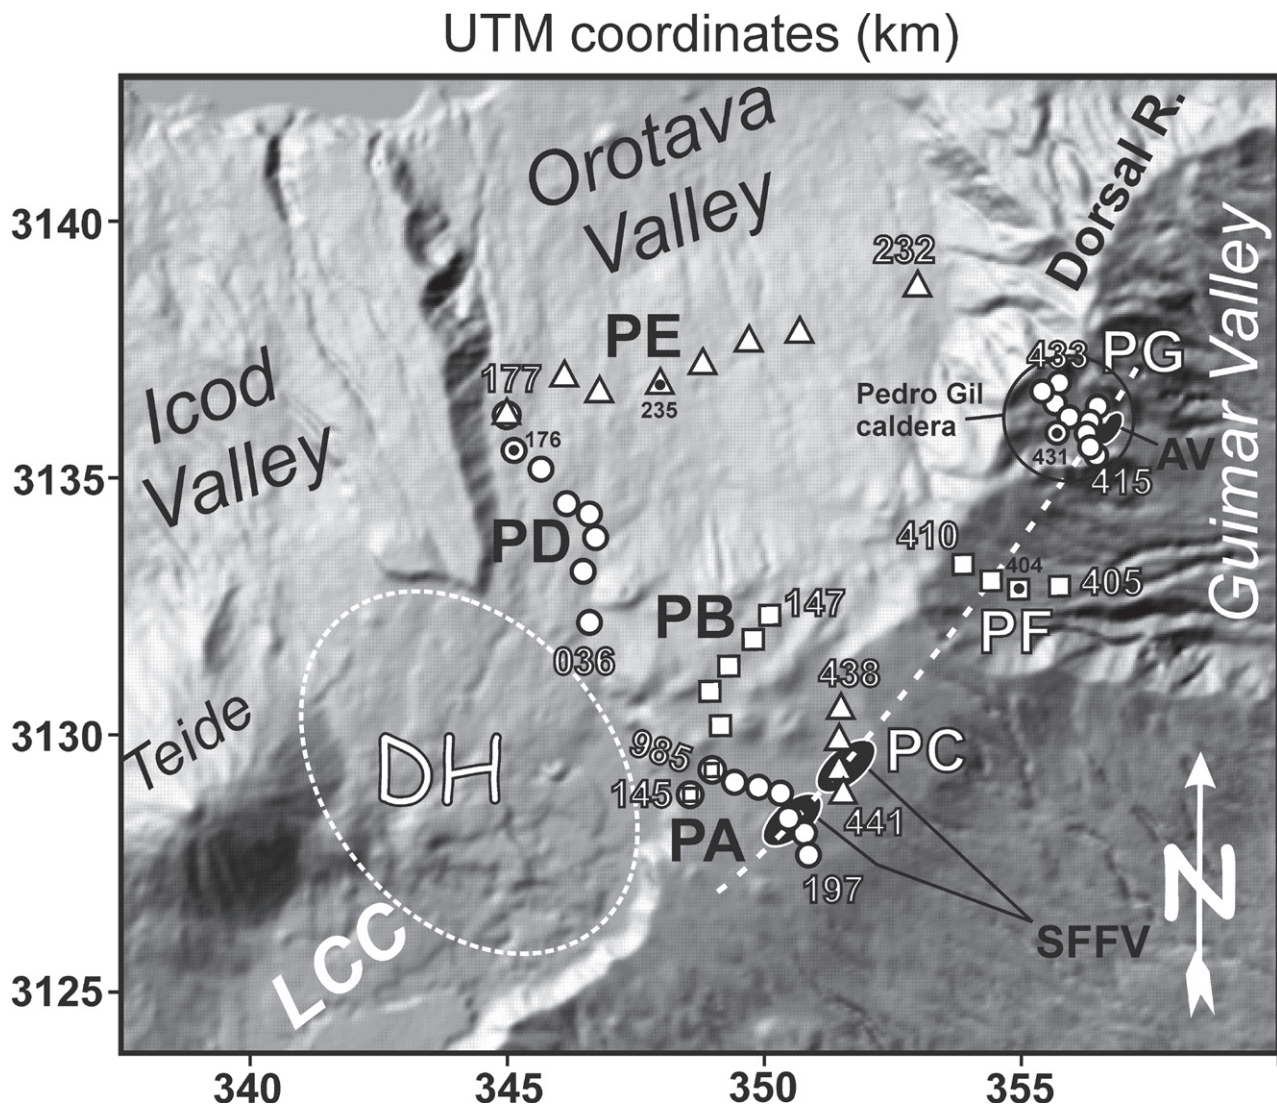 UTM coordinates (km)
Orotava
Valley
Dorsal R.
Guimar Valley
3140
232
PE
177
433
PG
Icod
Valley
Pedro Gil
caldera
235
176
431
AV
3135
415
PD
410
404
405
PF
PB
147
036
438
Teide
3130
985
PC
DH
145
441
PA
197
N
SFFV
LCC
3125
340
345
350
355